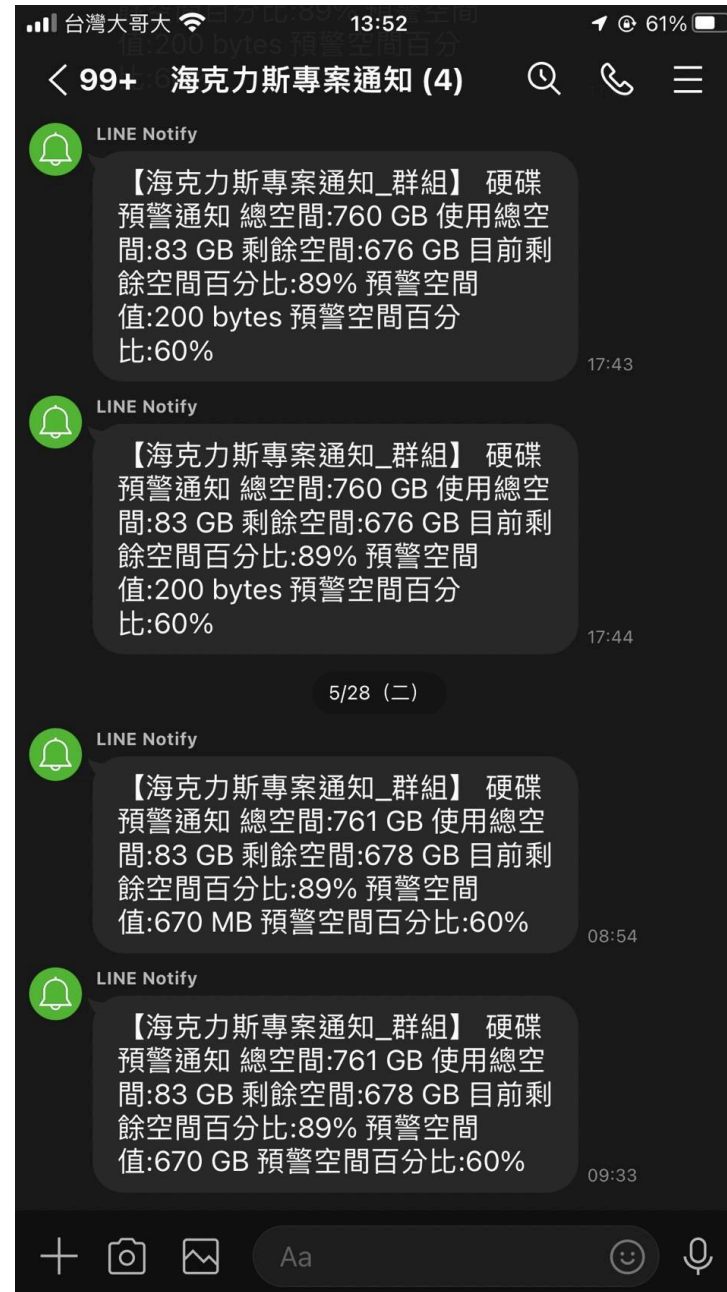 台灣大哥大
13:52
61%
99+ 海克力斯專案通知 (4)
LINE Notify
【海克力斯專案通知_群組】 硬碟
預警通知 總空間:760 GB 使用總空
間:83 GB 剩餘空間:676 GB 目前剩
餘空間百分比:89% 預警空間
值:200 bytes 預警空間百分
比:60%
17:43
LINE Notify
【海克力斯專案通知_群組】 硬碟
預警通知 總空間:760 GB 使用總空
間:83 GB 剩餘空間:676 GB 目前剩
餘空間百分比:89% 預警空間
值:200 bytes 預警空間百分
比:60%
17:44
5/28（二）
LINE Notify
【海克力斯專案通知_群組】 硬碟
預警通知 總空間:761 GB 使用總空
間:83 GB 剩餘空間:678 GB 目前剩
餘空間百分比:89% 預警空間
值:670 MB 預警空間百分比:60%
08:54
LINE Notify
【海克力斯專案通知_群組】 硬碟
預警通知 總空間:761 GB 使用總空
間:83 GB 剩餘空間:678 GB 目前剩
餘空間百分比:89% 預警空間
值:670 GB 預警空間百分比:60%
09:33
Aa